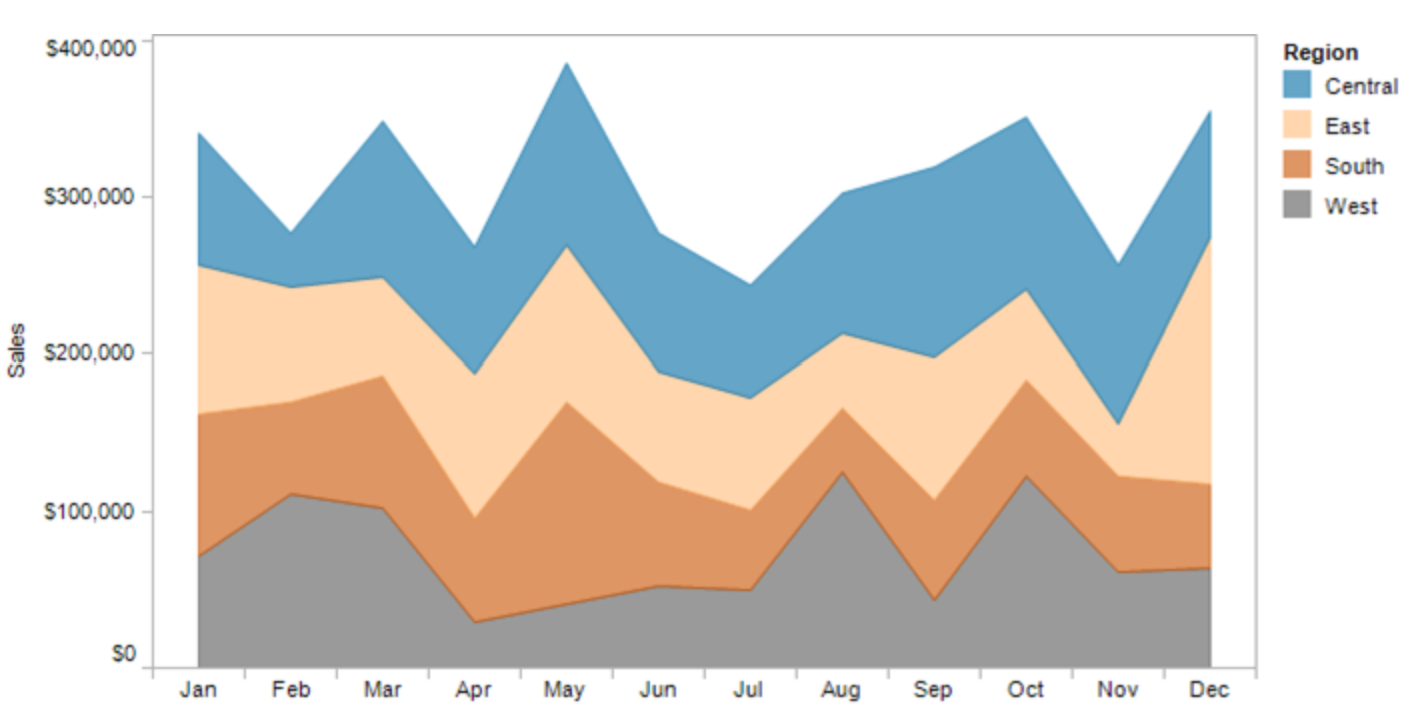 $400,000
$300,000
$200,000
$100,000
$0
Sales
Jan Feb Mar Apr May Jun Jul Aug Sep Oct Nov Dec
Region
Central
East
South
West